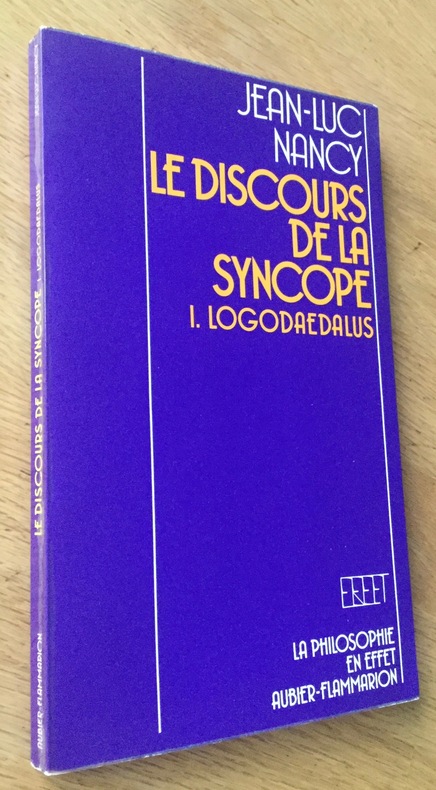 JEAN-LUC
NANCY
LE DISCOURS
DE LA
SYNCOPE
I. LOGODAEDALUS
EFFET
LA PHILOSOPHIE
EN EFFET
AUBIER-FLAMMARION
LE DISCOURS DE LA SYNCOPE I. LOGODAEDALUS
AUBIER-FLAMMARION